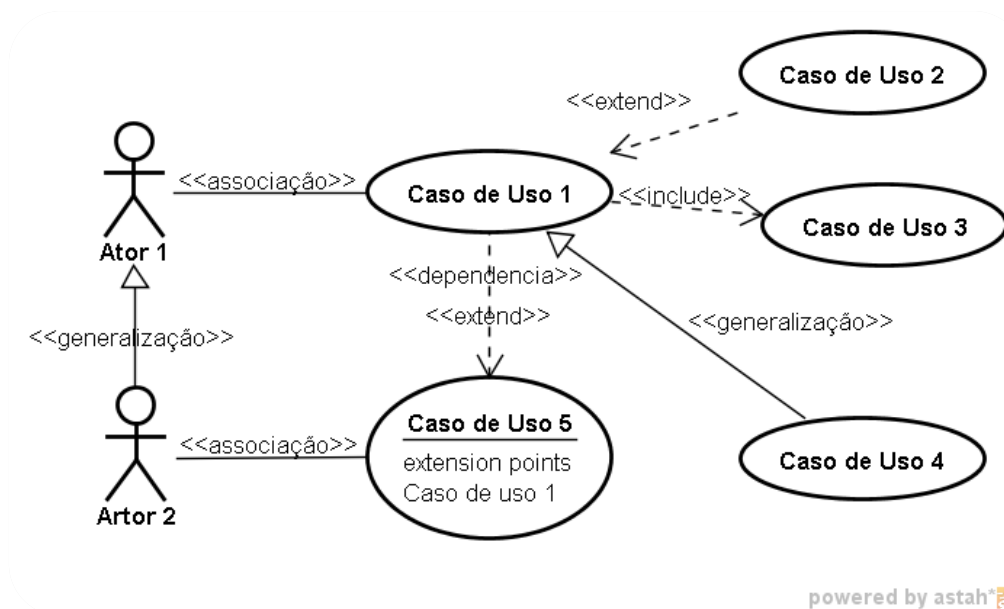 Caso de Uso 2
<<extend>>
<<associação>>
Caso de Uso 1
<<include>>
Caso de Uso 3
Ator 1
<<dependencia>>
<<extend>>
<<generalização>>
<<generalização>>
Caso de Uso 5
extension points
Caso de uso 1
<<associação>>
Caso de Uso 4
Artor 2
powered by astah*